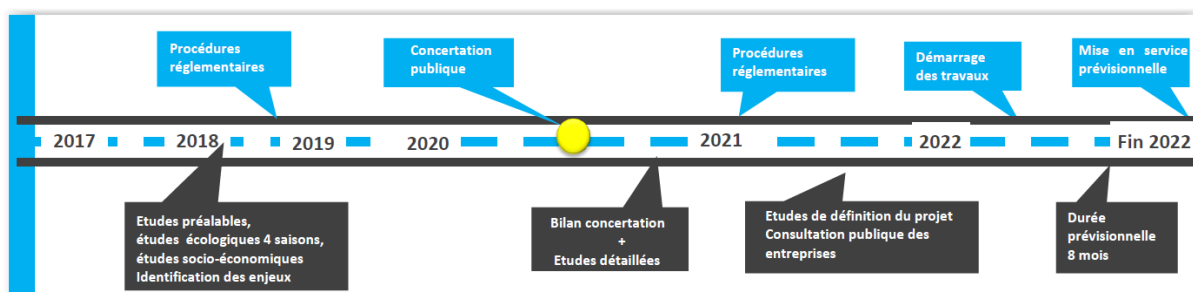 Procédures
réglementaires
Concertation
publique
Procédures
réglementaires
Démarrage
des travaux
Mise en service
prévisionnelle
2017
2018
2019
2020
2021
2022
Fin 2022
Etudes préalables,
études écologiques 4 saisons,
études socio-économiques
Identification des enjeux
Bilan concertation
+
Etudes détaillées
Etudes de définition du projet
Consultation publique des
entreprises
Durée
prévisionnelle
8 mois